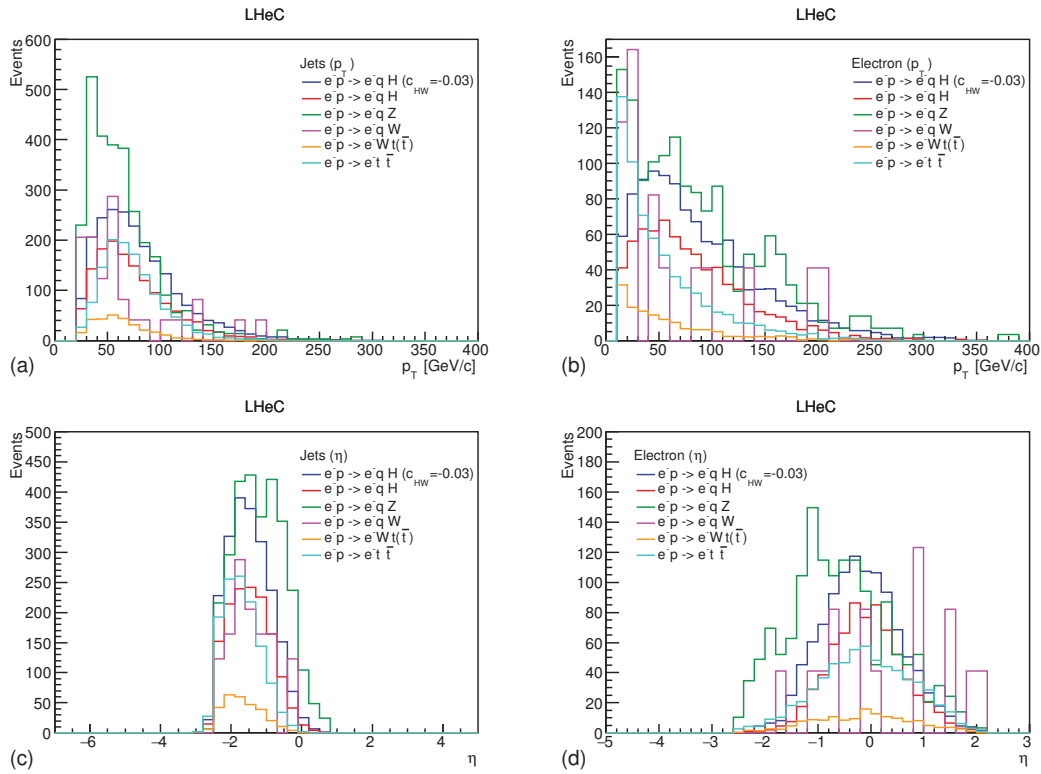 LHeC
Events
600
500
400
300
200
100
0
Jets (p_T)
e⁻p -> e⁻q H (c_HW=-0.03)
e⁻p -> e⁻q H
e⁻p -> e⁻q Z
e⁻p -> e⁻q W
e⁻p -> e⁻W t(t̄)
e⁻p -> e⁻t t̄
0 50 100 150 200 250 300 350 400
p_T [GeV/c]
(a)
LHeC
Events
180
160
140
120
100
80
60
40
20
0
Electron (p_T)
e⁻p -> e⁻q H (c_HW=-0.03)
e⁻p -> e⁻q H
e⁻p -> e⁻q Z
e⁻p -> e⁻q W
e⁻p -> e⁻W t(t̄)
e⁻p -> e⁻t t̄
0 50 100 150 200 250 300 350 400
p_T [GeV/c]
(b)
LHeC
Events
500
450
400
350
300
250
200
150
100
50
0
Jets (η)
e⁻p -> e⁻q H (c_HW=-0.03)
e⁻p -> e⁻q H
e⁻p -> e⁻q Z
e⁻p -> e⁻q W
e⁻p -> e⁻W t(t̄)
e⁻p -> e⁻t t̄
−6 −4 −2 0 2 4
η
(c)
LHeC
Events
200
180
160
140
120
100
80
60
40
20
0
Electron (η)
e⁻p -> e⁻q H (c_HW=-0.03)
e⁻p -> e⁻q H
e⁻p -> e⁻q Z
e⁻p -> e⁻q W
e⁻p -> e⁻W t(t̄)
e⁻p -> e⁻t t̄
−5 −4 −3 −2 −1 0 1 2 3
η
(d)